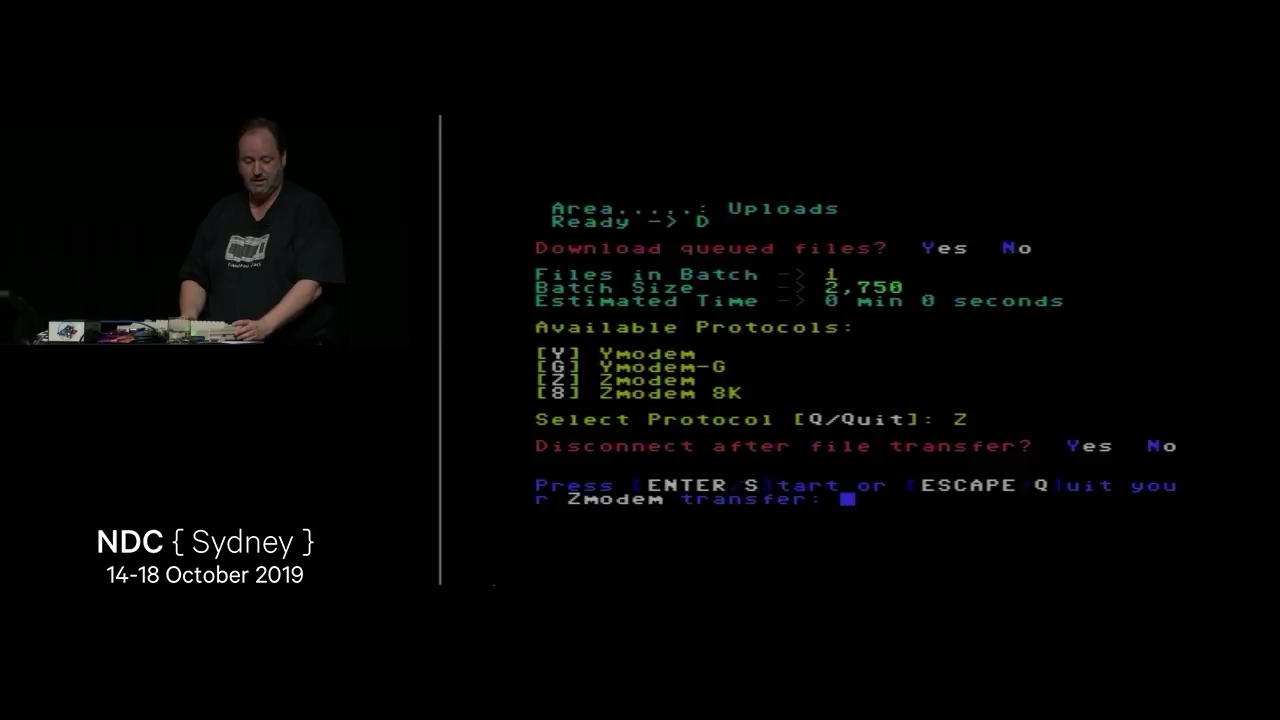 Area.....: Uploads
Ready -> D
Download queued files? Yes No
Files in Batch -> 1
Batch Size -> 2,750
Estimated Time -> 0 min 0 seconds
Available Protocols:
[Y] Ymodem
[G] Ymodem-G
[Z] Zmodem
[8] Zmodem 8K
Select Protocol [Q/Quit]: Z
Disconnect after file transfer? Yes No
Press [ENTER/S]tart or [ESCAPE/Q]uit you
r Zmodem transfer:
NDC { Sydney }
14-18 October 2019